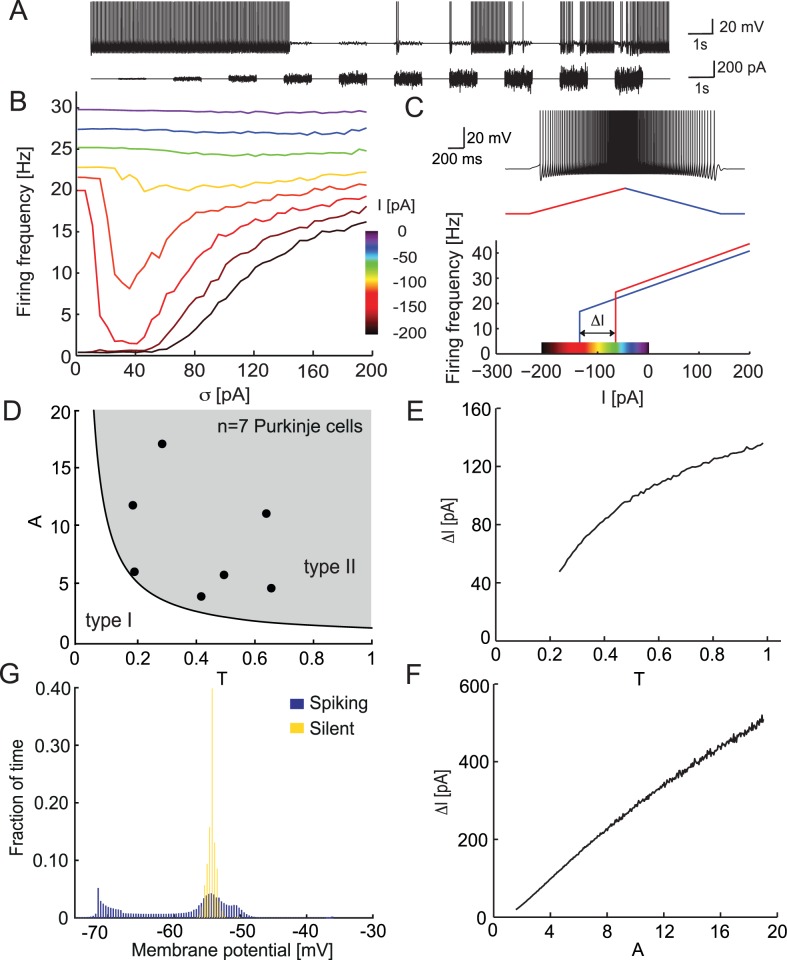 A
20 mV
1s
200 pA
1s
B
30
25
20
15
10
5
0
Firing frequency [Hz]
0 40 80 120 160 200
σ [pA]
I [pA]
0
-50
-100
-150
-200
C
20 mV
200 ms
40
30
20
10
0
Firing frequency [Hz]
ΔI
−300 −200 −100 0 100 200
I [pA]
D
20
15
10
5
0
A
n=7 Purkinje cells
type II
type I
0 0.2 0.4 0.6 0.8 1
T
E
160
120
80
40
0
ΔI [pA]
0 0.2 0.4 0.6 0.8 1
T
G
0.40
0.30
0.20
0.10
0
Fraction of time
Spiking
Silent
-70 -60 -50 -40 -30
Membrane potential [mV]
F
600
400
200
0
ΔI [pA]
0 4 8 12 16 20
A